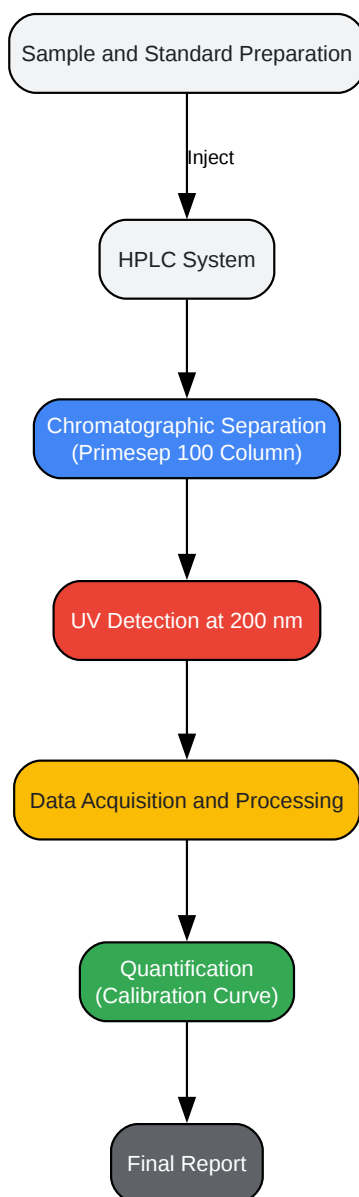 Sample and Standard Preparation
Inject
HPLC System
Chromatographic Separation
(Primesep 100 Column)
UV Detection at 200 nm
Data Acquisition and Processing
Quantification
(Calibration Curve)
Final Report